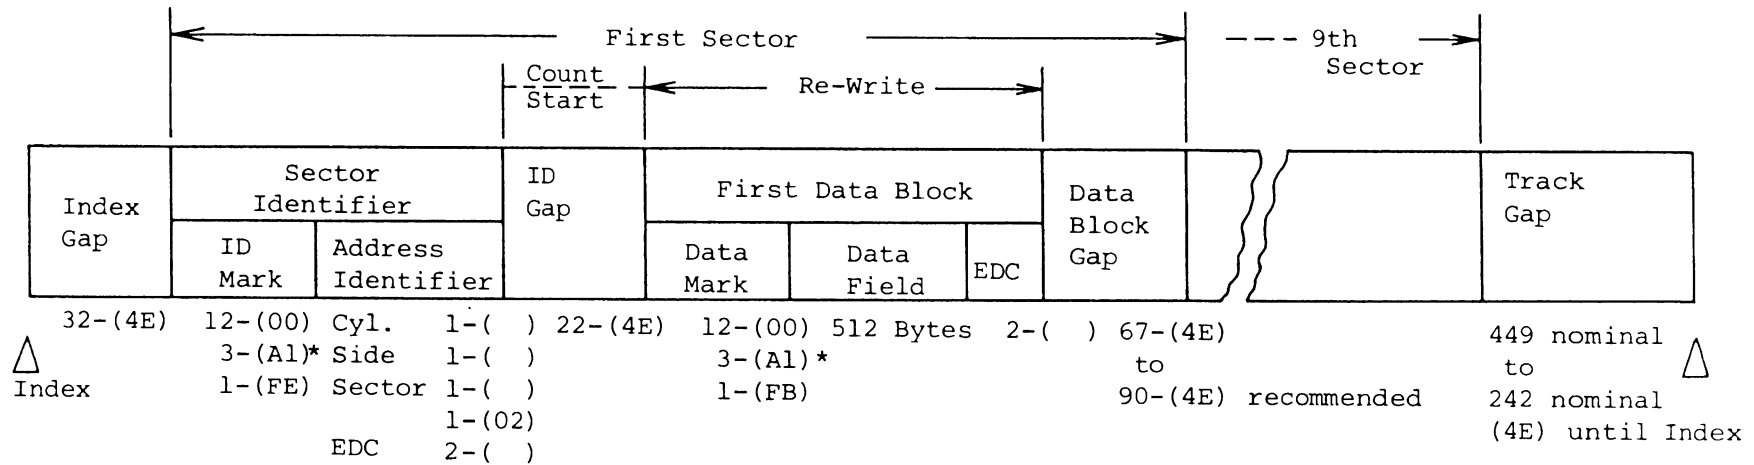 First Sector
--- 9th
Sector
Count
Start
Re-Write
Index
Gap
Sector
Identifier
ID
Mark
Address
Identifier
ID
Gap
First Data Block
Data
Mark
Data
Field
EDC
Data
Block
Gap
Track
Gap
32-(4E) 12-(00) Cyl. 1-( ) 22-(4E) 12-(00) 512 Bytes 2-( ) 67-(4E) 449 nominal
3-(A1)* Side 1-( ) 3-(A1)* to to
Index 1-(FE) Sector 1-( ) 1-(FB) 90-(4E) recommended 242 nominal
1-(02) (4E) until Index
EDC 2-( )